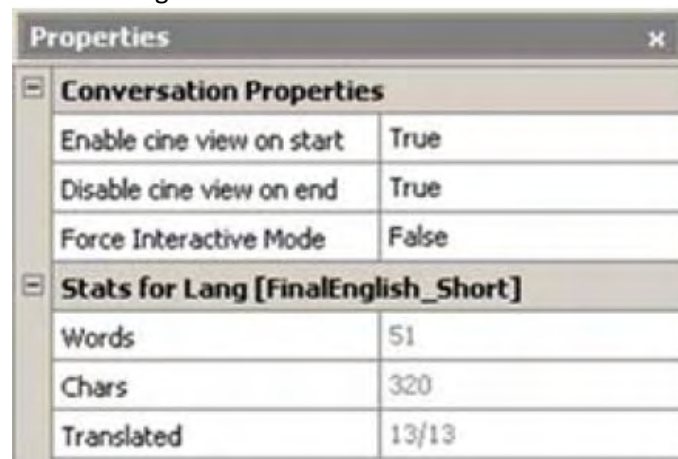 Properties x
Conversation Properties
Enable cine view on start True
Disable cine view on end True
Force Interactive Mode False
Stats for Lang [FinalEnglish_Short]
Words 51
Chars 320
Translated 13/13